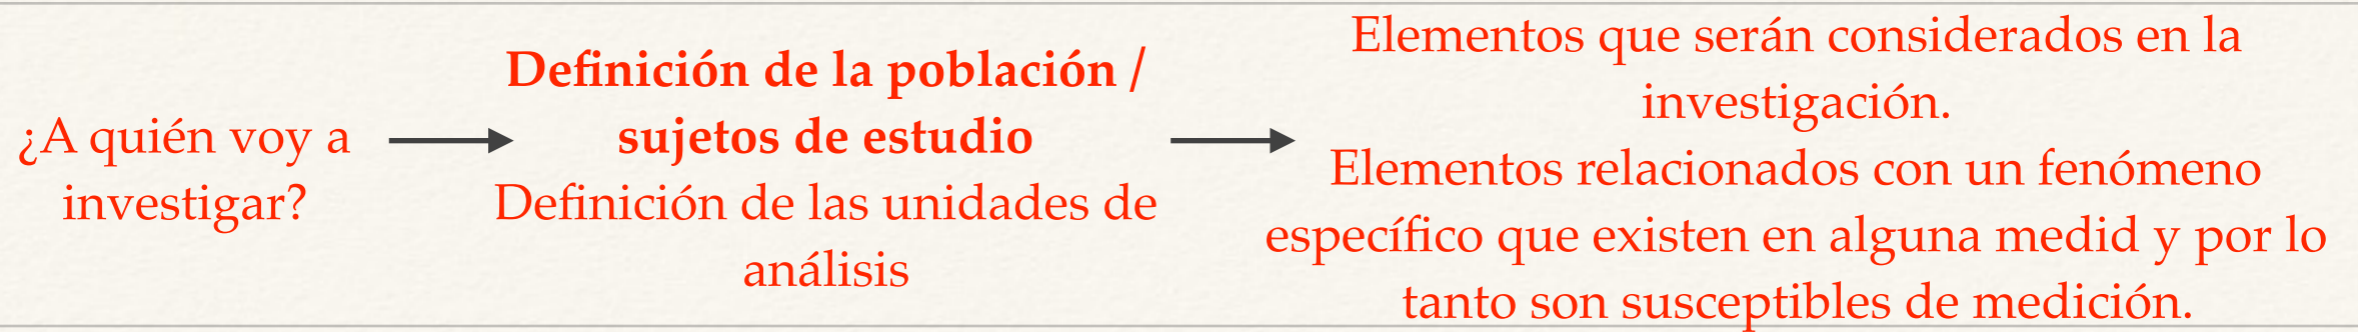 ¿A quién voy a
investigar?
Definición de la población /
sujetos de estudio
Definición de las unidades de
análisis
Elementos que serán considerados en la
investigación.
Elementos relacionados con un fenómeno
específico que existen en alguna medid y por lo
tanto son susceptibles de medición.